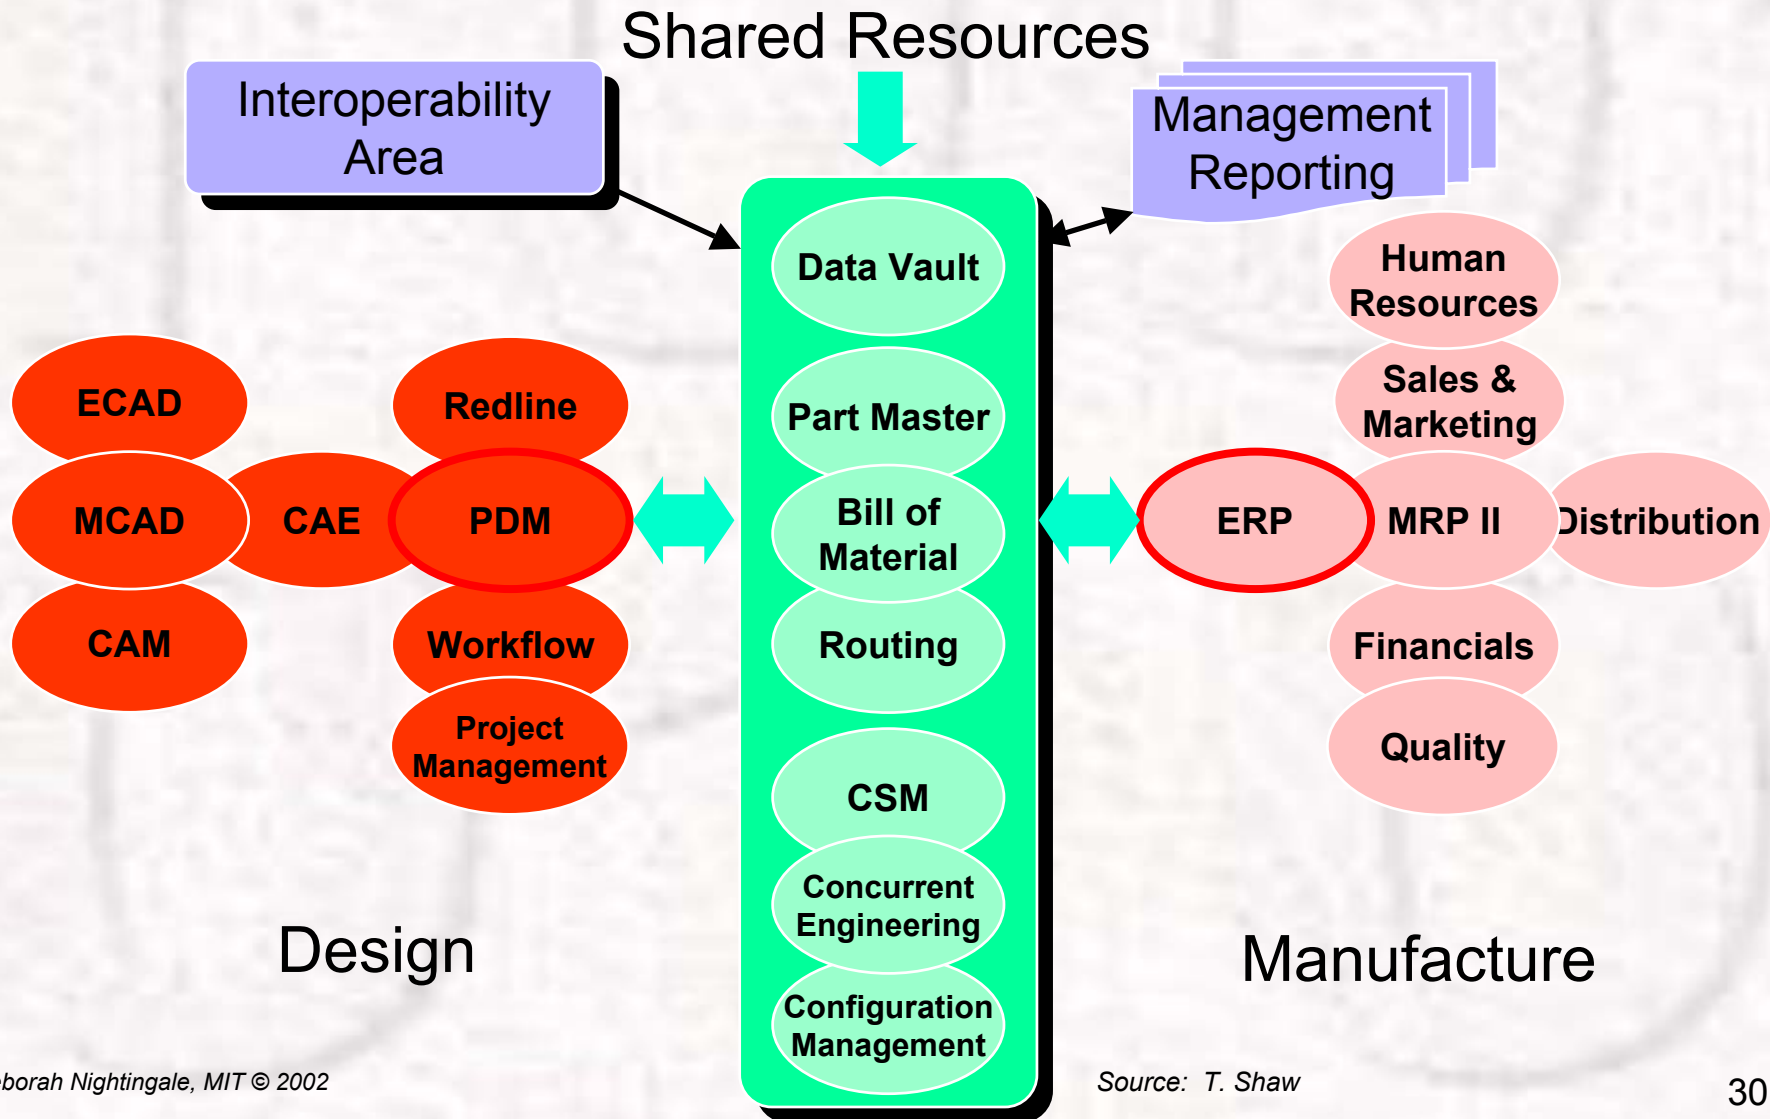 Shared Resources
Interoperability
Area
Management
Reporting
Data Vault
Part Master
Bill of
Material
Routing
CSM
Concurrent
Engineering
Configuration
Management
ECAD
MCAD
CAM
CAE
Redline
PDM
Workflow
Project
Management
Design
Human
Resources
Sales &
Marketing
ERP
MRP II
Distribution
Financials
Quality
Manufacture
eborah Nightingale, MIT © 2002
Source: T. Shaw
30